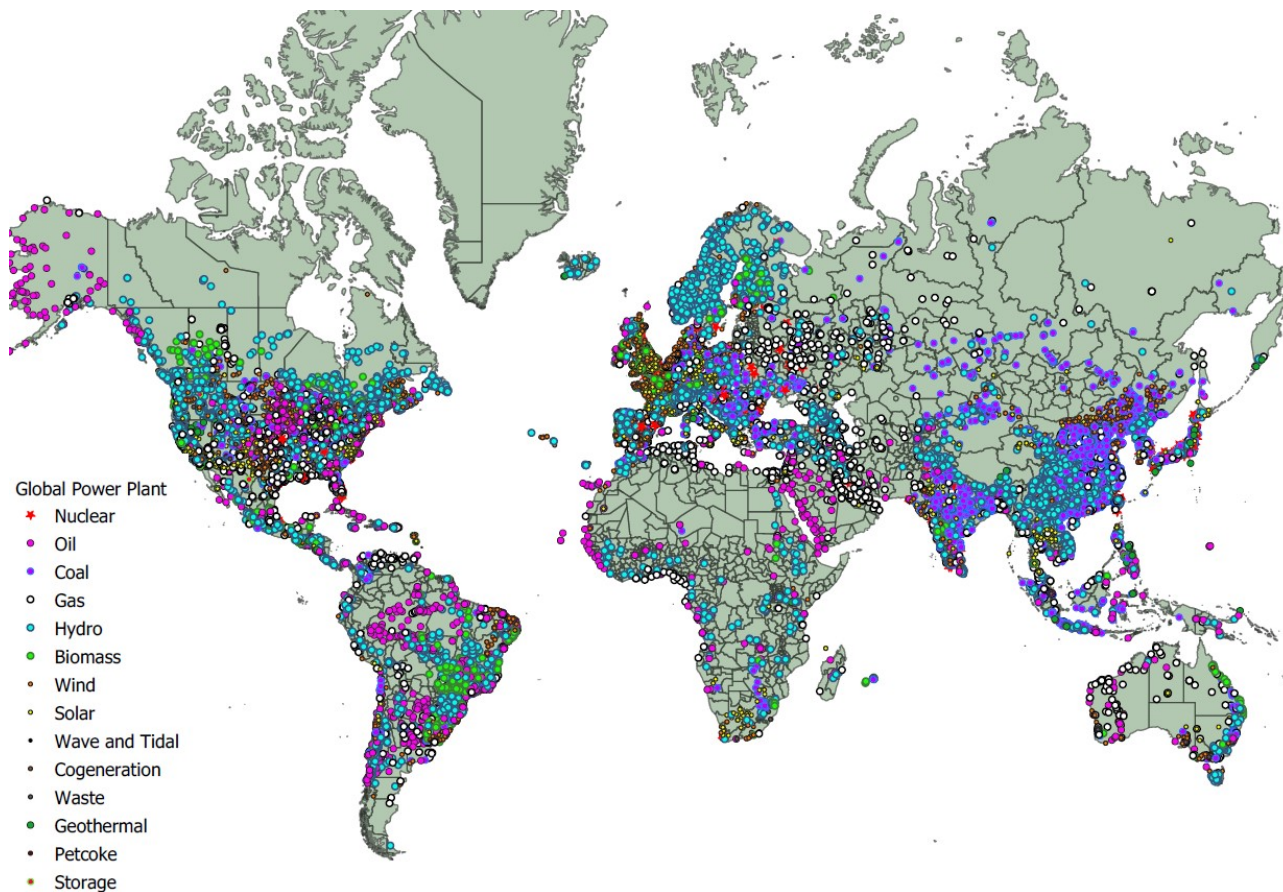 Global Power Plant
Nuclear
Oil
Coal
Gas
Hydro
Biomass
Wind
Solar
Wave and Tidal
Cogeneration
Waste
Geothermal
Petcoke
Storage